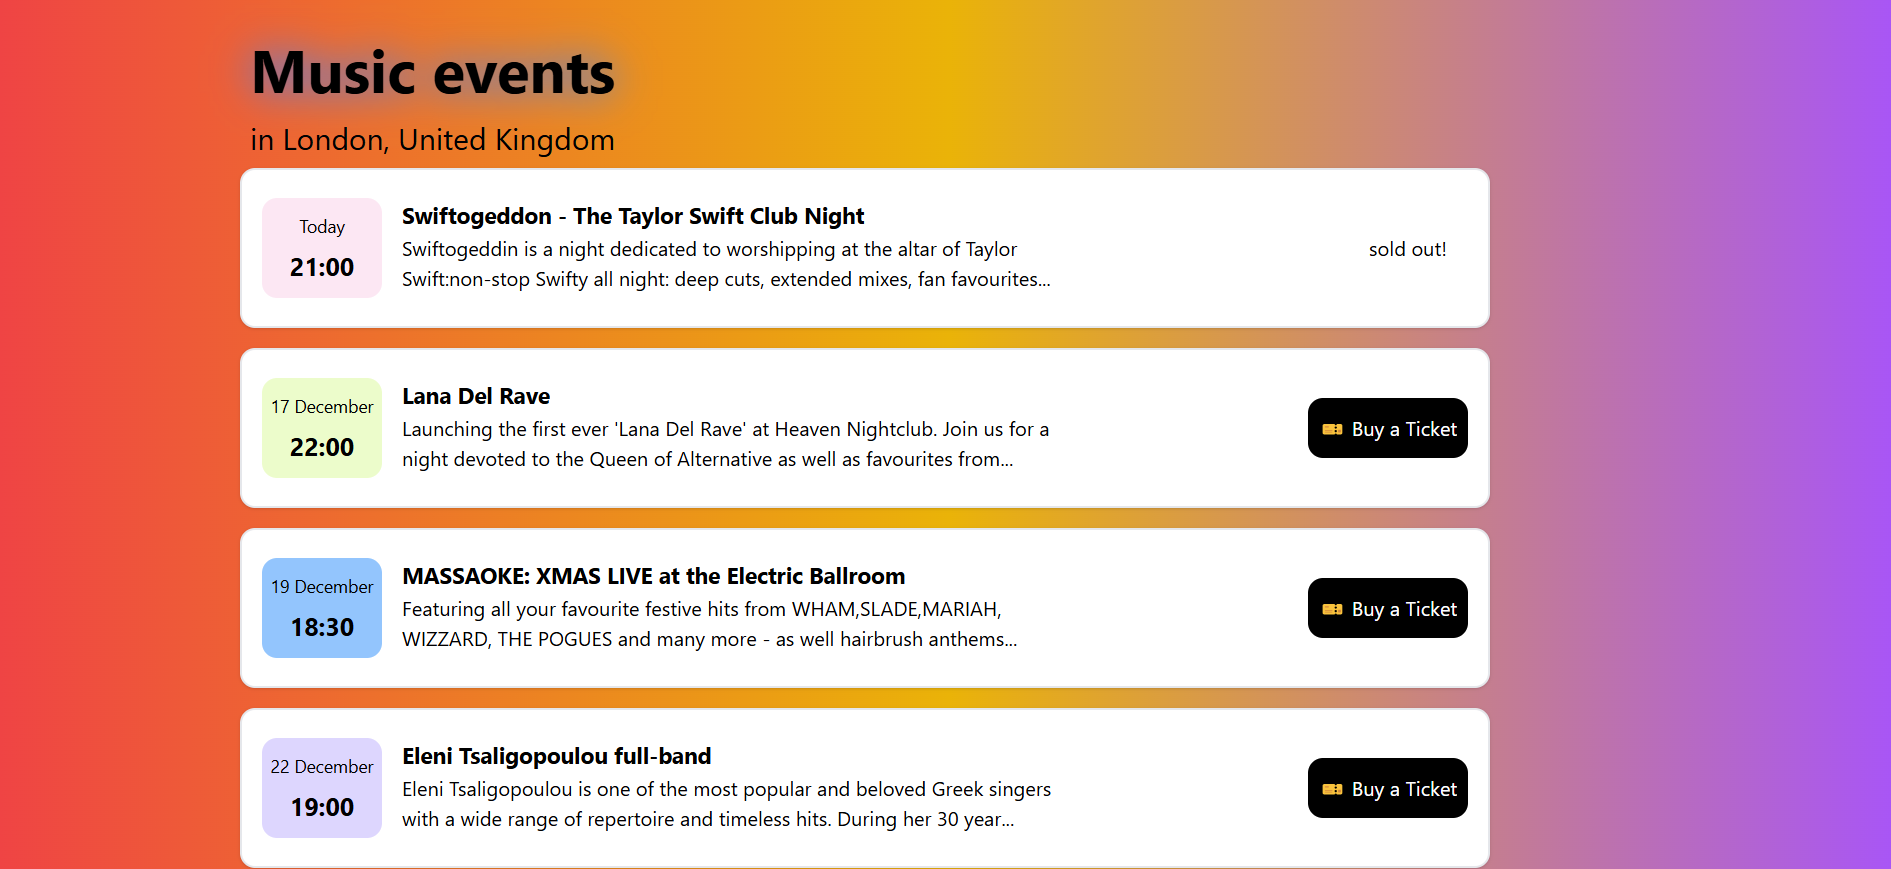 Music events
in London, United Kingdom
Today
21:00
Swiftogeddon - The Taylor Swift Club Night
Swiftogeddin is a night dedicated to worshipping at the altar of Taylor
Swift:non-stop Swifty all night: deep cuts, extended mixes, fan favourites...
sold out!
17 December
22:00
Lana Del Rave
Launching the first ever 'Lana Del Rave' at Heaven Nightclub. Join us for a
night devoted to the Queen of Alternative as well as favourites from...
Buy a Ticket
19 December
18:30
MASSAOKE: XMAS LIVE at the Electric Ballroom
Featuring all your favourite festive hits from WHAM,SLADE,MARIAH,
WIZZARD, THE POGUES and many more - as well hairbrush anthems...
Buy a Ticket
22 December
19:00
Eleni Tsaligopoulou full-band
Eleni Tsaligopoulou is one of the most popular and beloved Greek singers
with a wide range of repertoire and timeless hits. During her 30 year...
Buy a Ticket